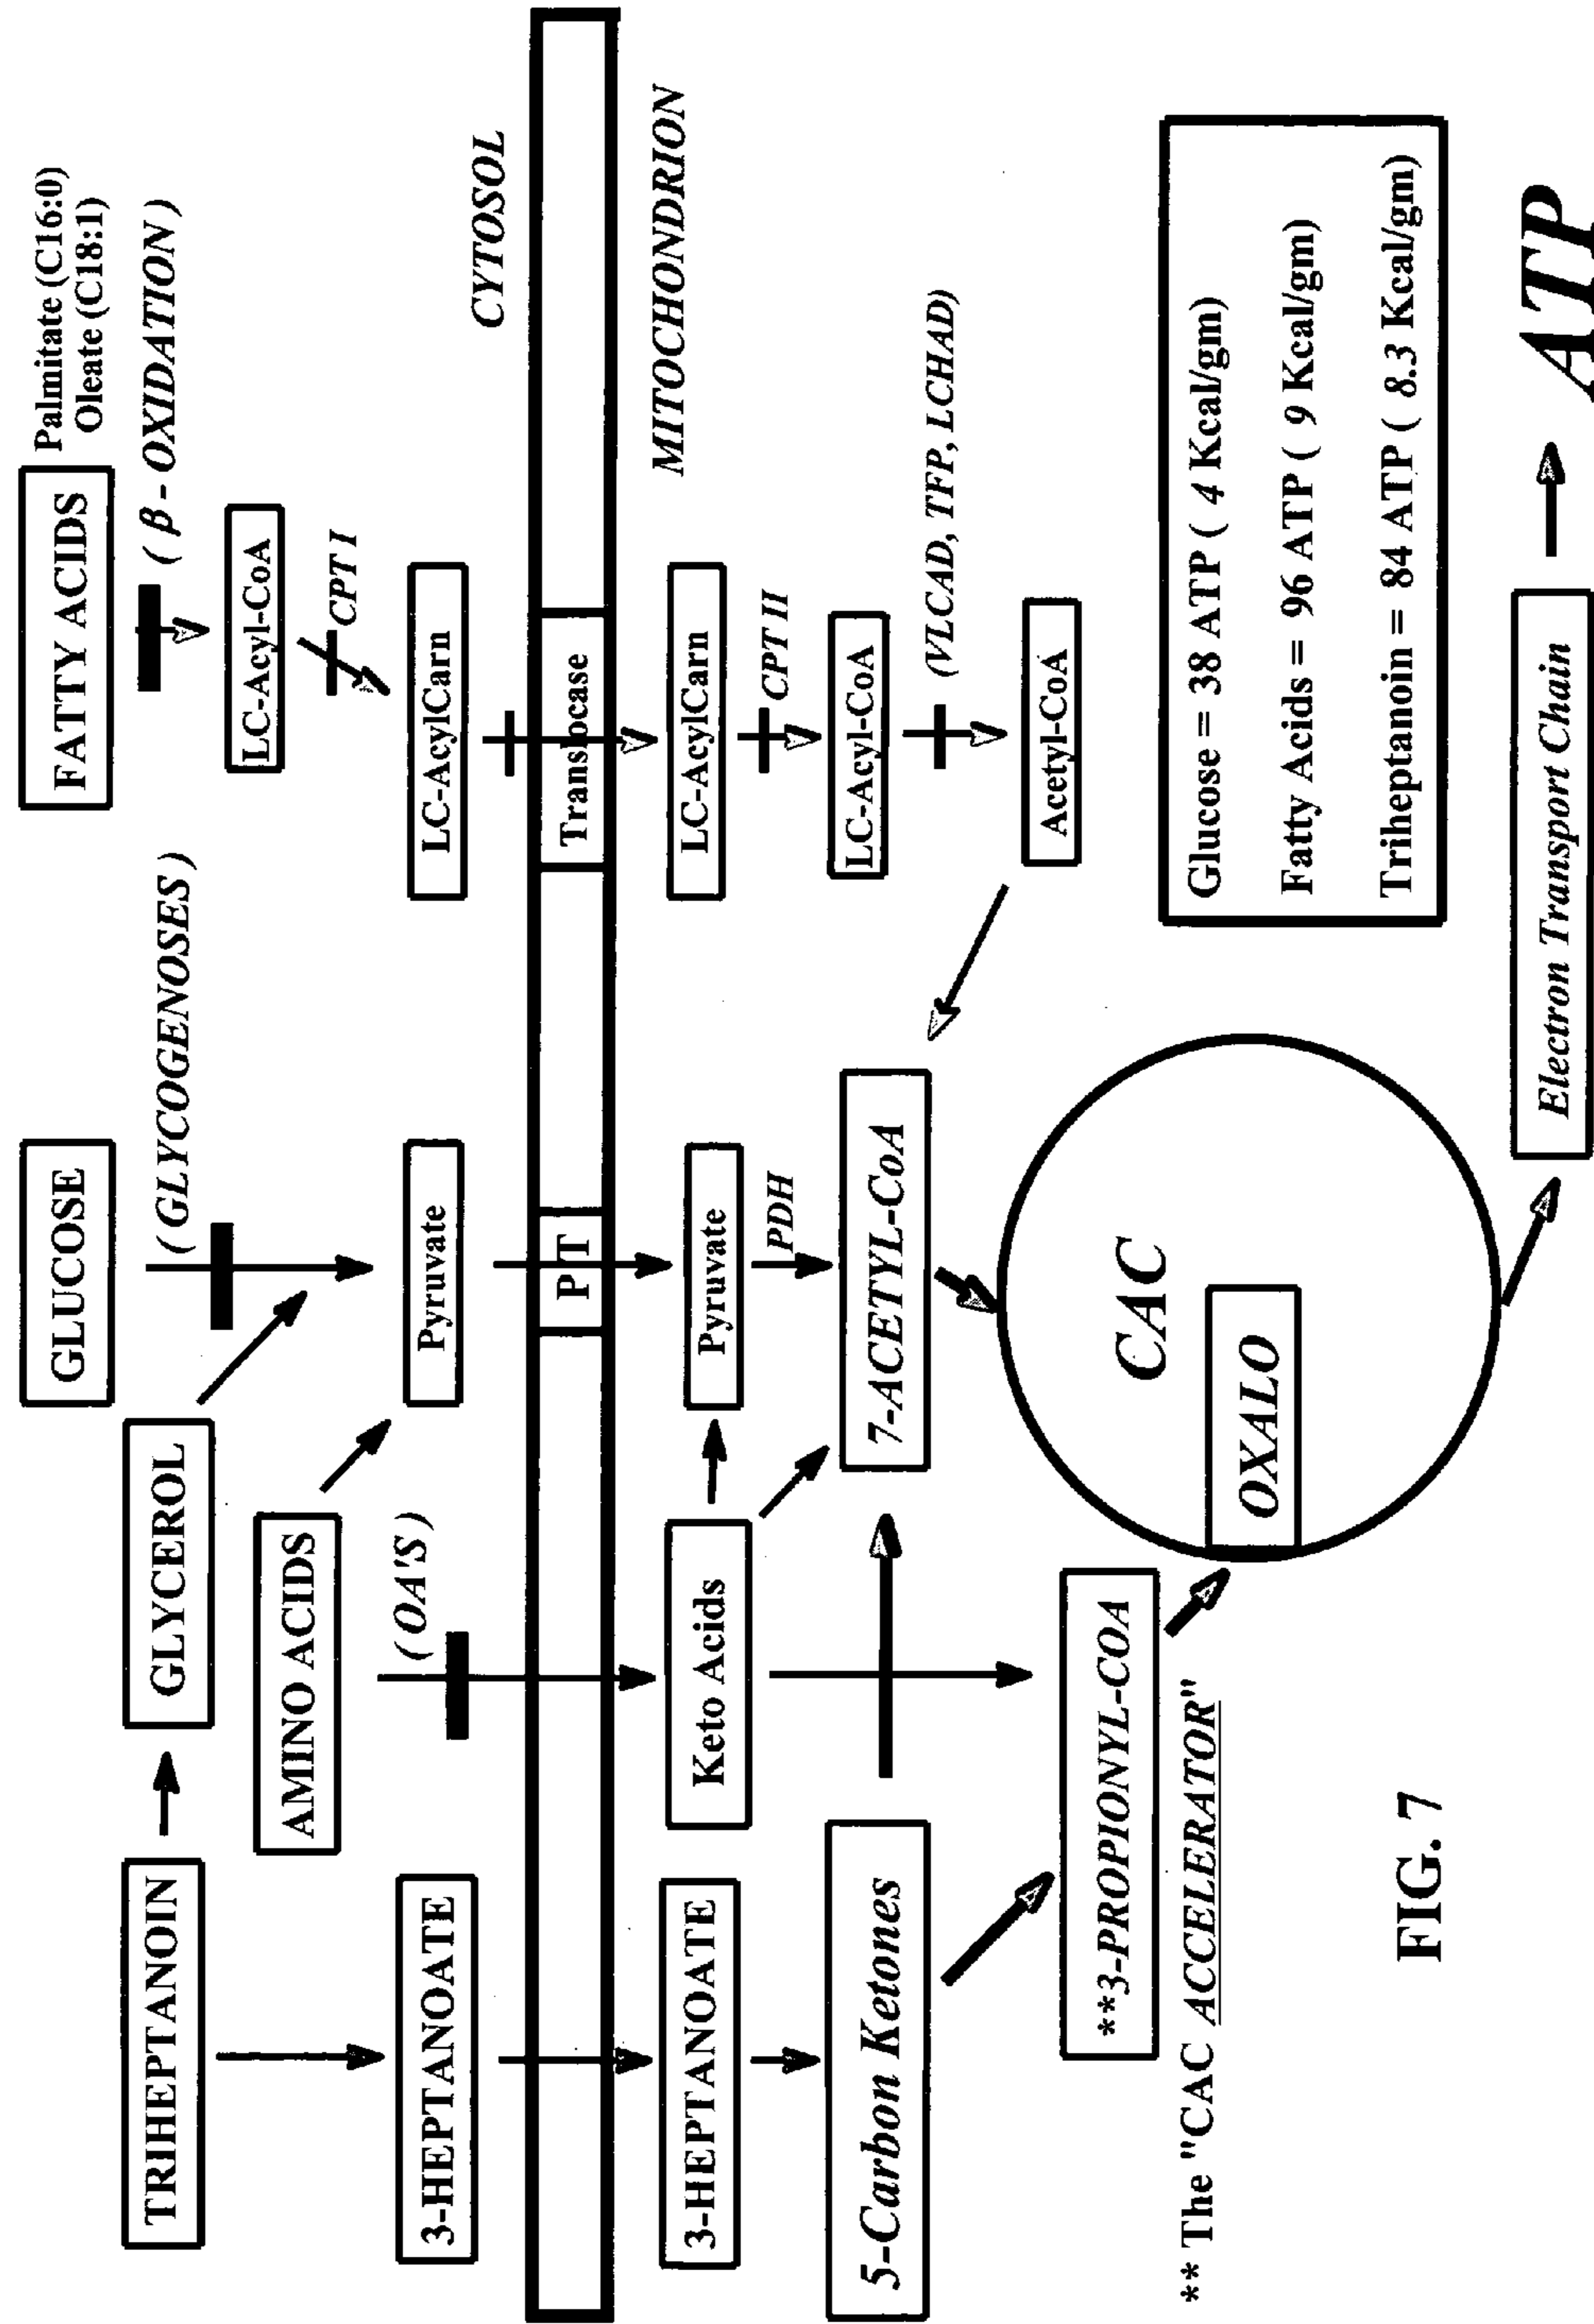 FATTY ACIDS
Palmitate (C16:0)
Oleate (C18:1)
GLUCOSE
TRIHEPTANOIN
GLYCEROL
( GLYCOGENOSES )
( β - OXIDATION )
AMINO ACIDS
LC-Acyl-CoA
CPT I
( OA'S )
3-HEPTANOATE
Pyruvate
LC-AcylCarn
CYTOSOL
P T
Translocase
MITOCHONDRION
3-HEPTANOATE
Keto Acids
Pyruvate
LC-AcylCarn
PDH
CPT II
5-Carbon Ketones
7-ACETYL-CoA
LC-Acyl-CoA
(VLCAD, TFP, LCHAD)
Acetyl-CoA
**3-PROPIONYL-COA
** The "CAC ACCELERATOR"
CAC
OXALO
Glucose = 38 ATP ( 4 Kcal/gm)
Fatty Acids = 96 ATP ( 9 Kcal/gm)
Triheptanoin = 84 ATP ( 8.3 Kcal/gm)
Electron Transport Chain
ATP
FIG. 7